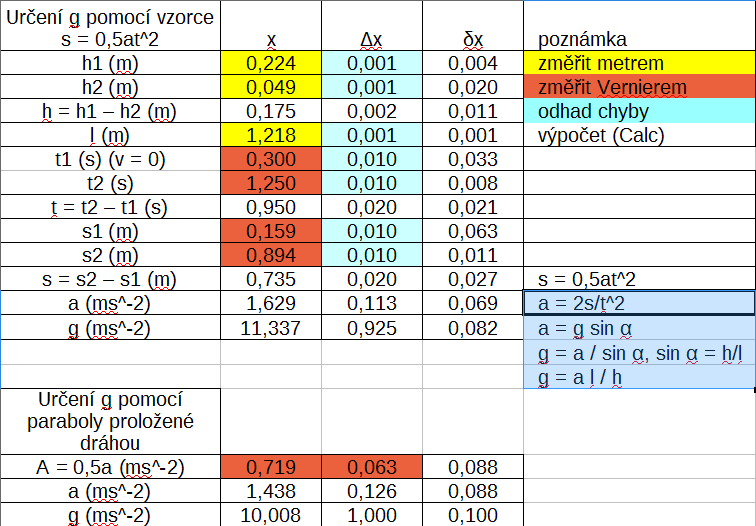 Určení g pomocí vzorce
s = 0,5at^2 x Δx δx poznámka
h1 (m) 0,224 0,001 0,004 změřit metrem
h2 (m) 0,049 0,001 0,020 změřit Vernierem
h = h1 – h2 (m) 0,175 0,002 0,011 odhad chyby
l (m) 1,218 0,001 0,001 výpočet (Calc)
t1 (s) (v = 0) 0,300 0,010 0,033
t2 (s) 1,250 0,010 0,008
t = t2 – t1 (s) 0,950 0,020 0,021
s1 (m) 0,159 0,010 0,063
s2 (m) 0,894 0,010 0,011
s = s2 – s1 (m) 0,735 0,020 0,027 s = 0,5at^2
a (ms^-2) 1,629 0,113 0,069 a = 2s/t^2
g (ms^-2) 11,337 0,925 0,082 a = g sin α
g = a / sin α, sin α = h/l
g = a l / h
Určení g pomocí
paraboly proložené
dráhou
A = 0,5a (ms^-2) 0,719 0,063 0,088
a (ms^-2) 1,438 0,126 0,088
g (ms^-2) 10,008 1,000 0,100